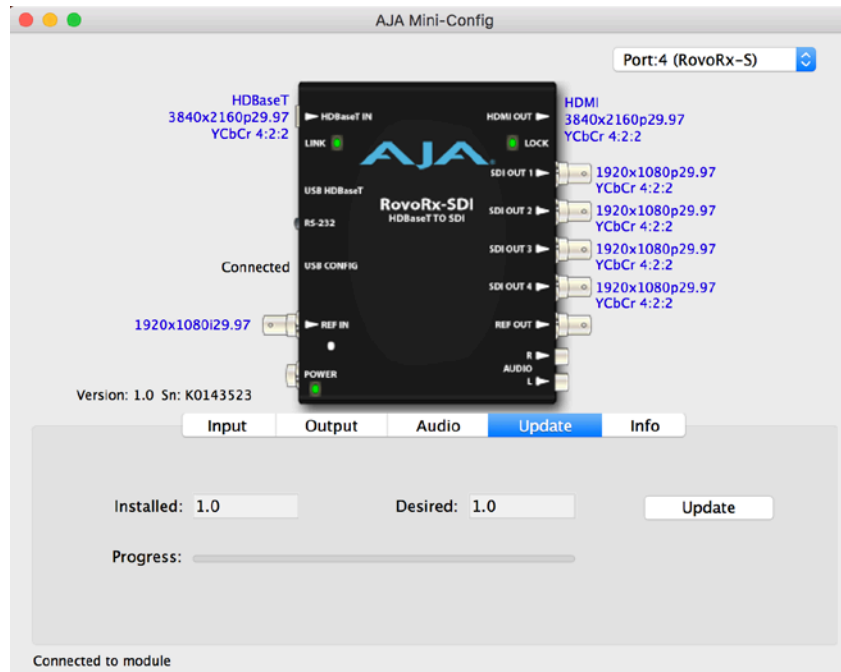 AJA Mini-Config
Port:4 (RovoRx-S)
HDBaseT
3840x2160p29.97
YCbCr 4:2:2
HDBaseT IN
LINK
USB HDBaseT
RS-232
Connected
USB CONFIG
1920x1080i29.97
REF IN
POWER
AJA
RovoRx-SDI
HDBaseT TO SDI
HDMI OUT
LOCK
HDMI
3840x2160p29.97
YCbCr 4:2:2
SDI OUT 1
1920x1080p29.97
YCbCr 4:2:2
SDI OUT 2
1920x1080p29.97
YCbCr 4:2:2
SDI OUT 3
1920x1080p29.97
YCbCr 4:2:2
SDI OUT 4
1920x1080p29.97
YCbCr 4:2:2
REF OUT
R
AUDIO
L
Version: 1.0 Sn: K0143523
Input Output Audio Update Info
Installed: 1.0 Desired: 1.0 Update
Progress:
Connected to module